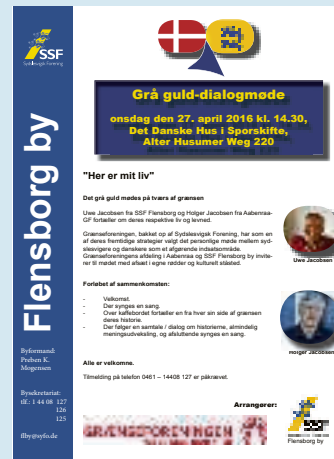 SSF
Sydslesvigsk Forening
Flensborg by
Byformand:
Preben K.
Mogensen
Bysekretariat:
tlf.: 1 44 08 127
126
125
flby@syfo.de
Grå guld-dialogmøde
onsdag den 27. april 2016 kl. 14.30,
Det Danske Hus i Sporskifte,
Alter Husumer Weg 220
"Her er mit liv"
Det grå guld mødes på tværs af grænsen
Uwe Jacobsen fra SSF Flensborg og Holger Jacobsen fra Aabenraa-
GF fortæller om deres respektive liv og levned.
Grænseforeningen, bakket op af Sydslesvigsk Forening, har som en
af deres fremtidige strategier valgt det personlige møde mellem syd-
slesvigere og danskere som et afgørende indsatsområde.
Grænseforeningens afdeling i Aabenraa og SSF Flensborg by invite-
rer til mødet med afsæt i egne rødder og kulturelt ståsted.
Uwe Jacobsen
Forløbet af sammenkomsten:
- Velkomst.
- Der synges en sang.
- Over kaffebordet fortæller en fra hver sin side af grænsen
deres historie.
- Der følger en samtale / dialog om historierne, almindelig
meningsudveksling, og afsluttende synges en sang.
Holger Jacobsen
Alle er velkomne.
Tilmelding på telefon 0461 – 14408 127 er påkrævet.
Arrangører:
GRÆNSEFORENINGEN
SSF
Flensborg by